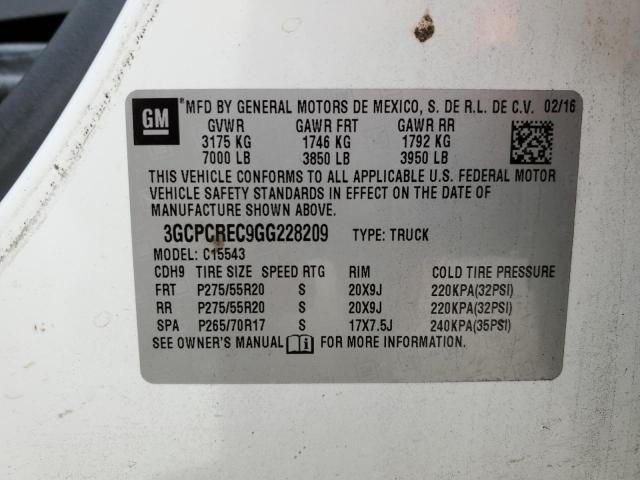 GM ® MFD BY GENERAL MOTORS DE MEXICO, S. DE R.L. DE C.V. 02/16
GVWR GAWR FRT GAWR RR
3175 KG 1746 KG 1792 KG
7000 LB 3850 LB 3950 LB
THIS VEHICLE CONFORMS TO ALL APPLICABLE U.S. FEDERAL MOTOR
VEHICLE SAFETY STANDARDS IN EFFECT ON THE DATE OF
MANUFACTURE SHOWN ABOVE.
3GCPCREC9GG228209 TYPE: TRUCK
MODEL: C15543
CDH9 TIRE SIZE SPEED RTG RIM COLD TIRE PRESSURE
FRT P275/55R20 S 20X9J 220KPA(32PSI)
RR P275/55R20 S 20X9J 220KPA(32PSI)
SPA P265/70R17 S 17X7.5J 240KPA(35PSI)
SEE OWNER'S MANUAL i FOR MORE INFORMATION.